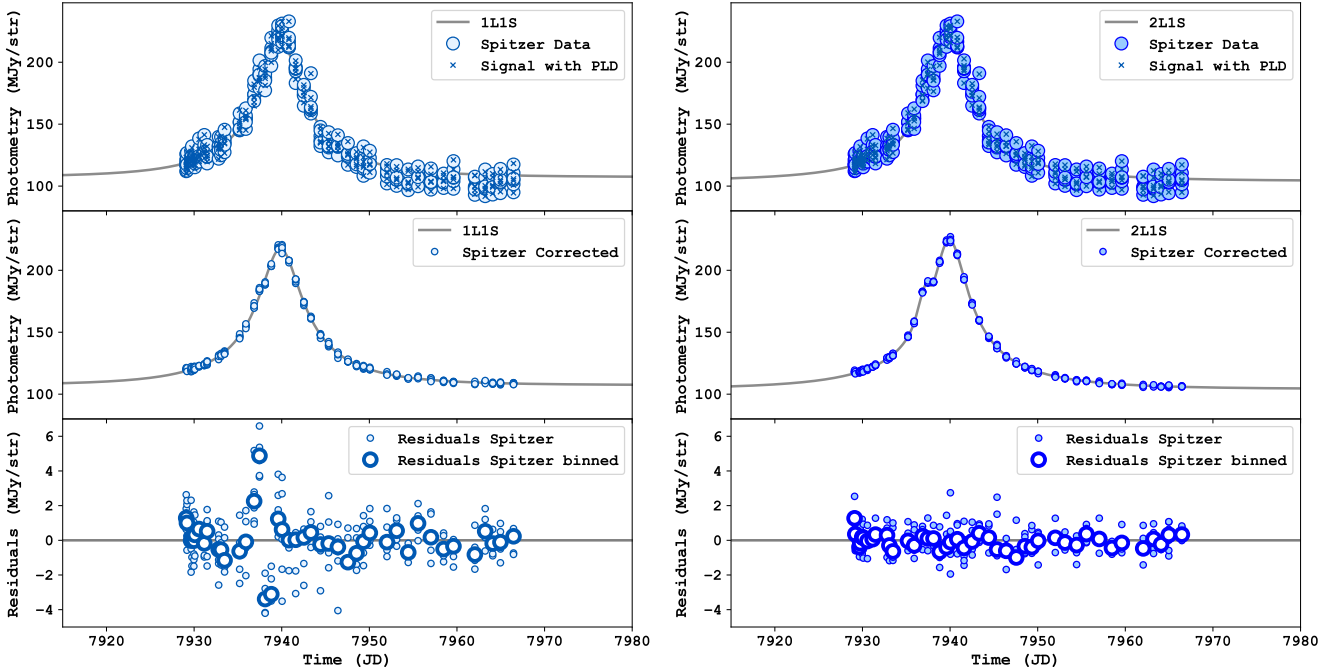 1L1S
Spitzer Data
Signal with PLD
200
150
100
Photometry (MJy/str)
2L1S
Spitzer Data
Signal with PLD
200
150
100
Photometry (MJy/str)
1L1S
Spitzer Corrected
200
150
100
Photometry (MJy/str)
2L1S
Spitzer Corrected
200
150
100
Photometry (MJy/str)
Residuals Spitzer
Residuals Spitzer binned
6
4
2
0
−2
−4
Residuals (MJy/str)
7920 7930 7940 7950 7960 7970 7980
Time (JD)
Residuals Spitzer
Residuals Spitzer binned
6
4
2
0
−2
−4
Residuals (MJy/str)
7920 7930 7940 7950 7960 7970 7980
Time (JD)